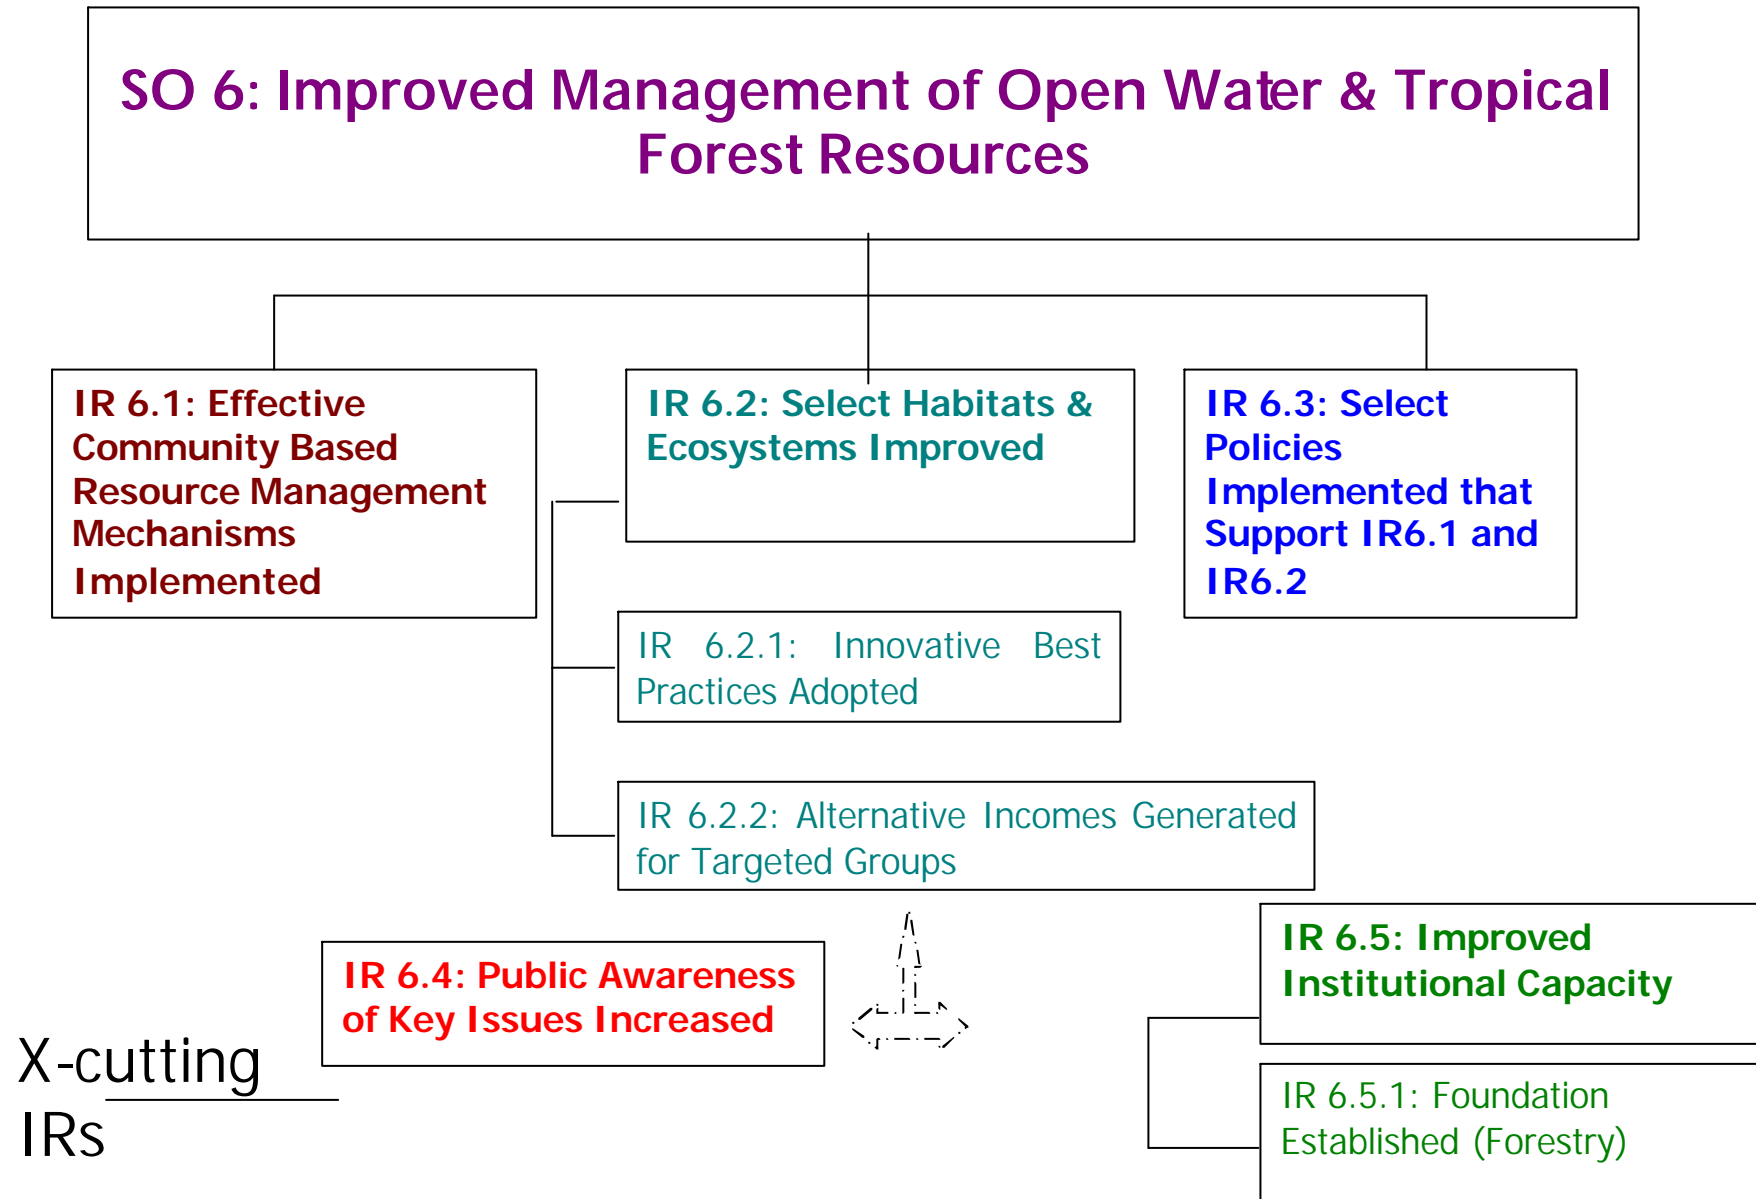 SO 6: Improved Management of Open Water & Tropical
Forest Resources
IR 6.1: Effective
Community Based
Resource Management
Mechanisms
Implemented
IR 6.2: Select Habitats &
Ecosystems Improved
IR 6.3: Select
Policies
Implemented that
Support IR6.1 and
IR6.2
IR 6.2.1: Innovative Best
Practices Adopted
IR 6.2.2: Alternative Incomes Generated
for Targeted Groups
IR 6.4: Public Awareness
of Key Issues Increased
IR 6.5: Improved
Institutional Capacity
X-cutting
IRs
IR 6.5.1: Foundation
Established (Forestry)